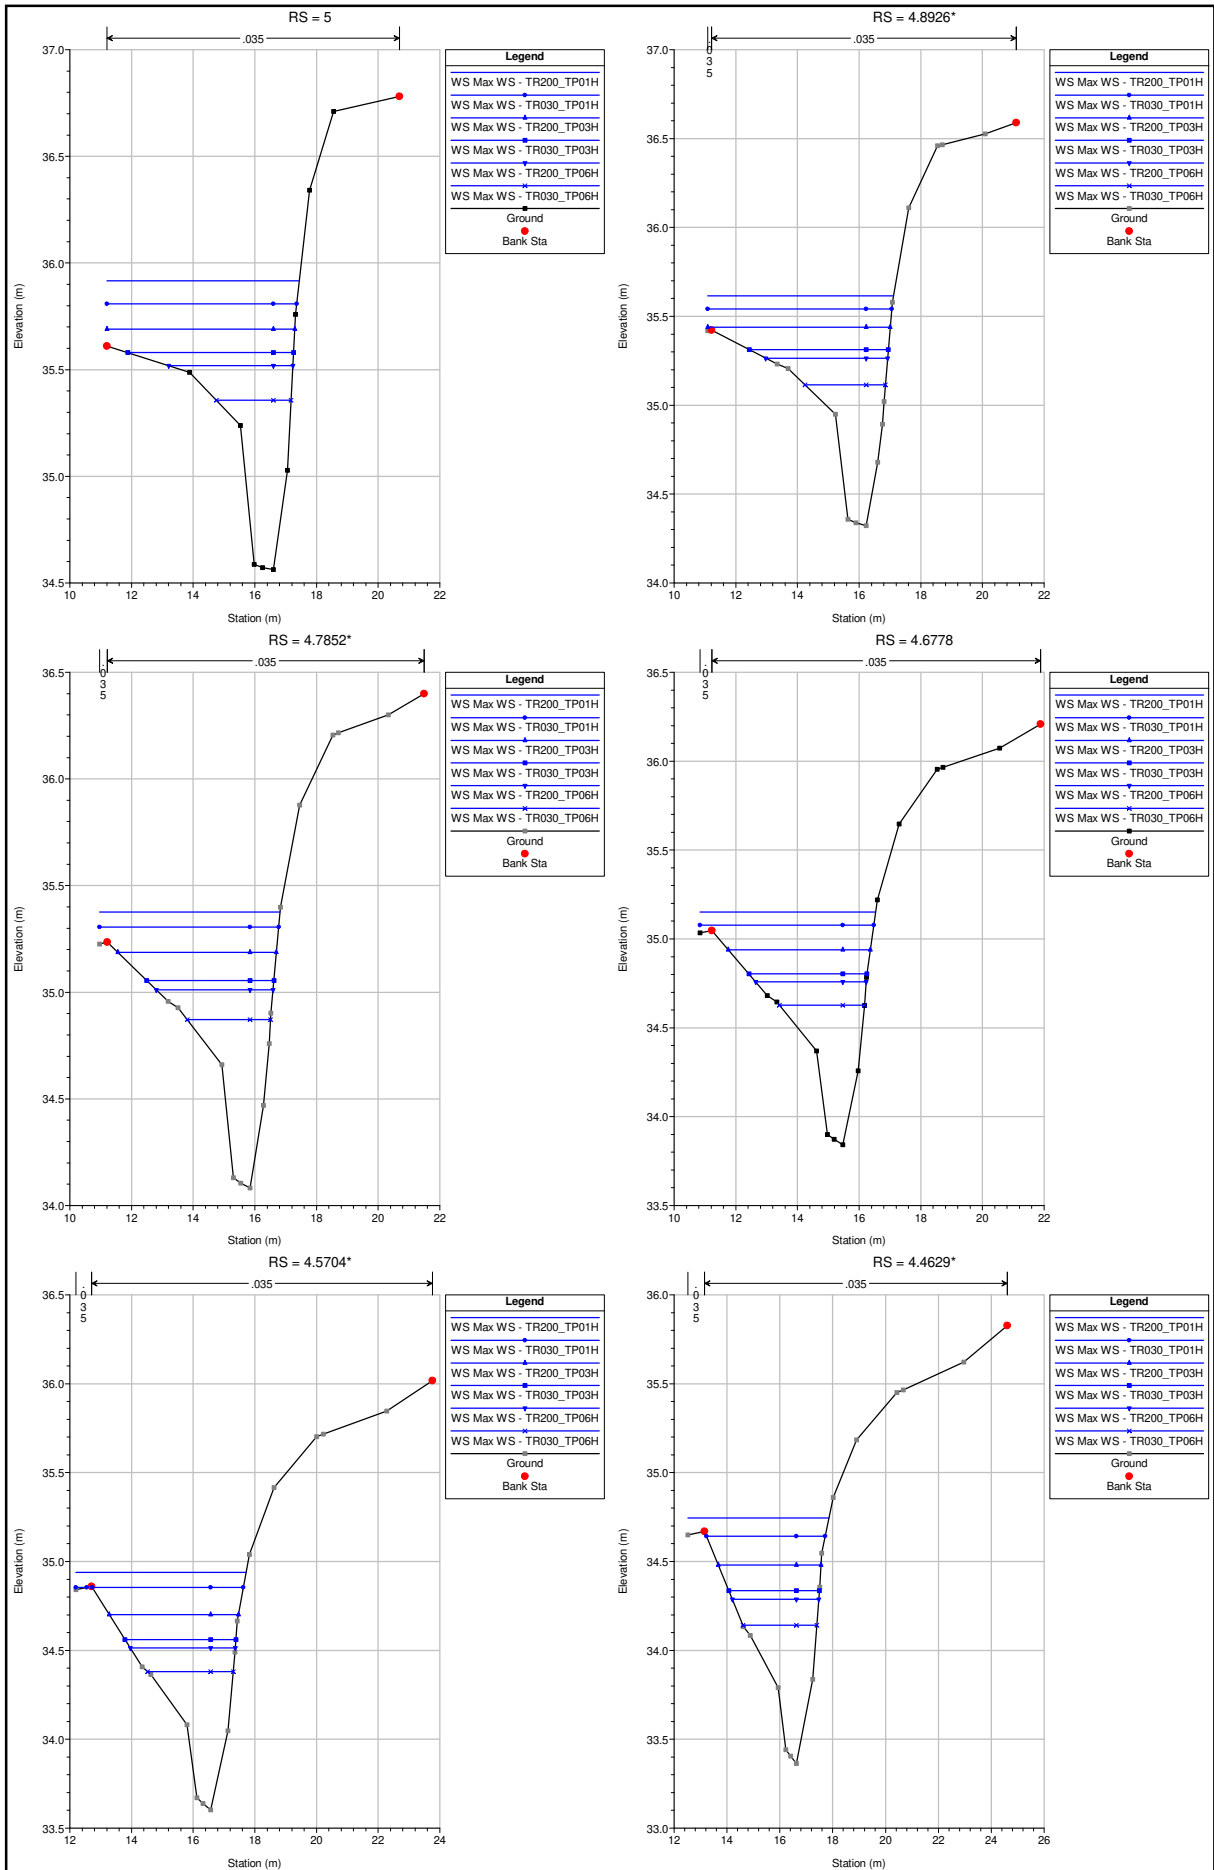 RS = 5
.035
Legend
WS Max WS - TR200_TP01H
WS Max WS - TR030_TP01H
WS Max WS - TR200_TP03H
WS Max WS - TR030_TP03H
WS Max WS - TR200_TP06H
WS Max WS - TR030_TP06H
Ground
Bank Sta
Elevation (m)
37.0
36.5
36.0
35.5
35.0
34.5
10 12 14 16 18 20 22
Station (m)
RS = 4.8926*
.035
.035
Legend
WS Max WS - TR200_TP01H
WS Max WS - TR030_TP01H
WS Max WS - TR200_TP03H
WS Max WS - TR030_TP03H
WS Max WS - TR200_TP06H
WS Max WS - TR030_TP06H
Ground
Bank Sta
Elevation (m)
37.0
36.5
36.0
35.5
35.0
34.5
34.0
10 12 14 16 18 20 22
Station (m)
RS = 4.7852*
.035
.035
Legend
WS Max WS - TR200_TP01H
WS Max WS - TR030_TP01H
WS Max WS - TR200_TP03H
WS Max WS - TR030_TP03H
WS Max WS - TR200_TP06H
WS Max WS - TR030_TP06H
Ground
Bank Sta
Elevation (m)
36.5
36.0
35.5
35.0
34.5
34.0
10 12 14 16 18 20 22
Station (m)
RS = 4.6778
.035
.035
Legend
WS Max WS - TR200_TP01H
WS Max WS - TR030_TP01H
WS Max WS - TR200_TP03H
WS Max WS - TR030_TP03H
WS Max WS - TR200_TP06H
WS Max WS - TR030_TP06H
Ground
Bank Sta
Elevation (m)
36.5
36.0
35.5
35.0
34.5
34.0
33.5
10 12 14 16 18 20 22
Station (m)
RS = 4.5704*
.035
.035
Legend
WS Max WS - TR200_TP01H
WS Max WS - TR030_TP01H
WS Max WS - TR200_TP03H
WS Max WS - TR030_TP03H
WS Max WS - TR200_TP06H
WS Max WS - TR030_TP06H
Ground
Bank Sta
Elevation (m)
36.5
36.0
35.5
35.0
34.5
34.0
33.5
12 14 16 18 20 22 24
Station (m)
RS = 4.4629*
.035
.035
Legend
WS Max WS - TR200_TP01H
WS Max WS - TR030_TP01H
WS Max WS - TR200_TP03H
WS Max WS - TR030_TP03H
WS Max WS - TR200_TP06H
WS Max WS - TR030_TP06H
Ground
Bank Sta
Elevation (m)
36.0
35.5
35.0
34.5
34.0
33.5
33.0
12 14 16 18 20 22 24 26
Station (m)